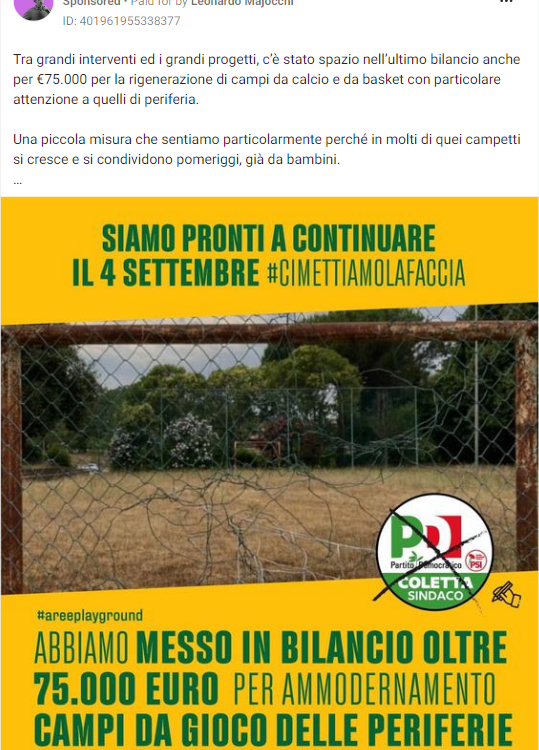 Sponsored • Paid for by Leonardo Majocchi
ID: 401961955338377
Tra grandi interventi ed i grandi progetti, c'è stato spazio nell'ultimo bilancio anche
per €75.000 per la rigenerazione di campi da calcio e da basket con particolare
attenzione a quelli di periferia.
Una piccola misura che sentiamo particolarmente perché in molti di quei campetti
si cresce e si condividono pomeriggi, già da bambini.
...
SIAMO PRONTI A CONTINUARE
IL 4 SETTEMBRE #CIMETTIAMOLAFACCIA
PD
Partito Democratico
PSI
COLETTA
SINDACO
#areeplayground
ABBIAMO MESSO IN BILANCIO OLTRE
75.000 EURO PER AMMODERNAMENTO
CAMPI DA GIOCO DELLE PERIFERIE